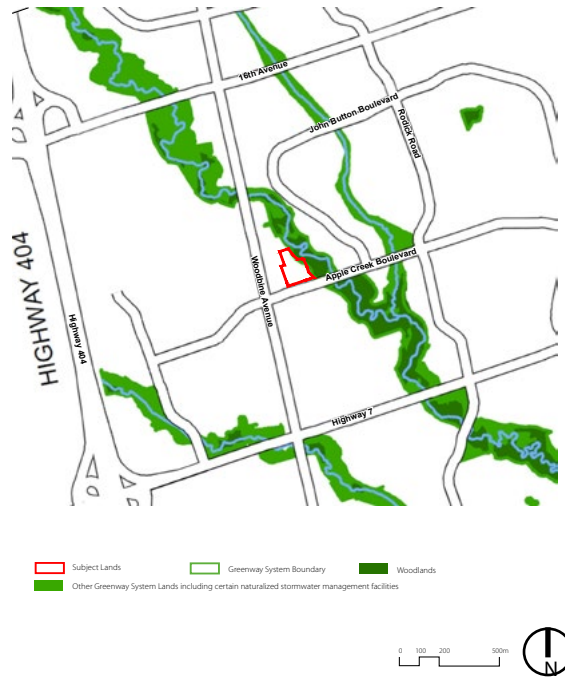 16th Avenue
John Button Boulevard
Rodick Road
HIGHWAY 404
Highway 404
Woodbine Avenue
Apple Creek Boulevard
Highway 7
Subject Lands
Greenway System Boundary
Woodlands
Other Greenway System Lands including certain naturalized stormwater management facilities
0 100 200 500m
N